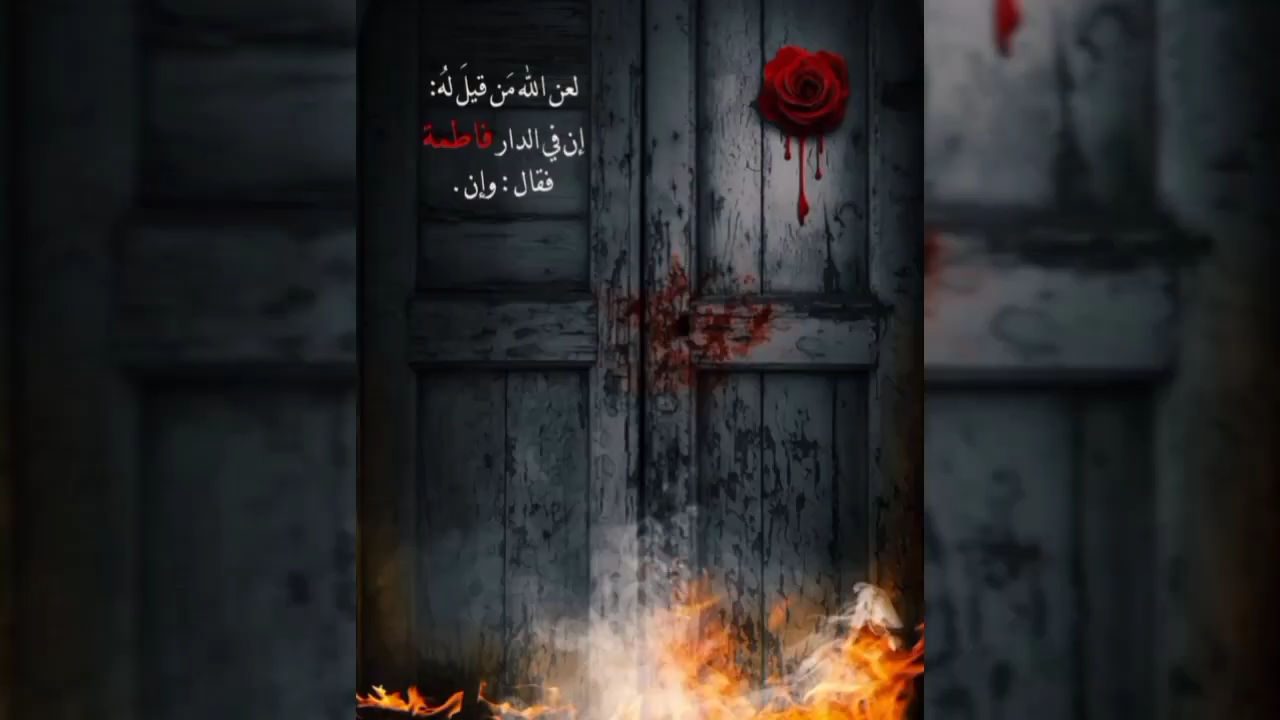 لعن الله مَن قيلَ لهُ:
إن في الدار فاطمة
فقال : وإن .